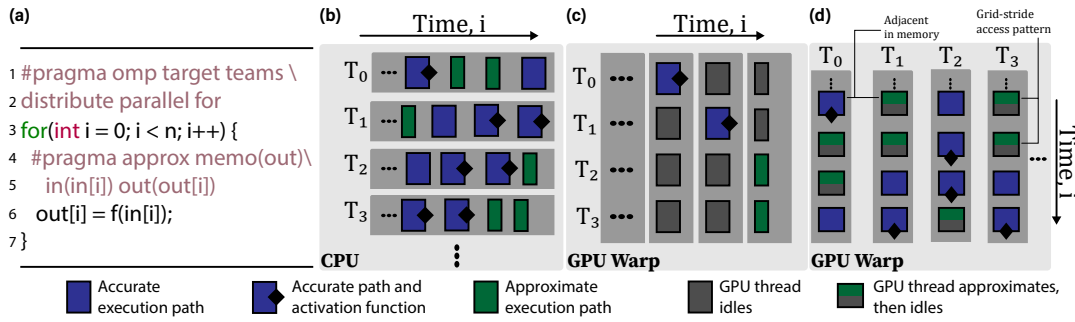 (a)
1 #pragma omp target teams \
2 distribute parallel for
3 for(int i = 0; i < n; i++) {
4 #pragma approx memo(out)\
5 in(in[i]) out(out[i])
6 out[i] = f(in[i]);
7 }
(b)
Time, i
T0
T1
T2
T3
CPU
(c)
Time, i
T0
T1
T2
T3
GPU Warp
(d)
Adjacent
in memory
Grid-stride
access pattern
T0 T1 T2 T3
Time, i
GPU Warp
Accurate
execution path
Accurate path and
activation function
Approximate
execution path
GPU thread
idles
GPU thread approximates,
then idles